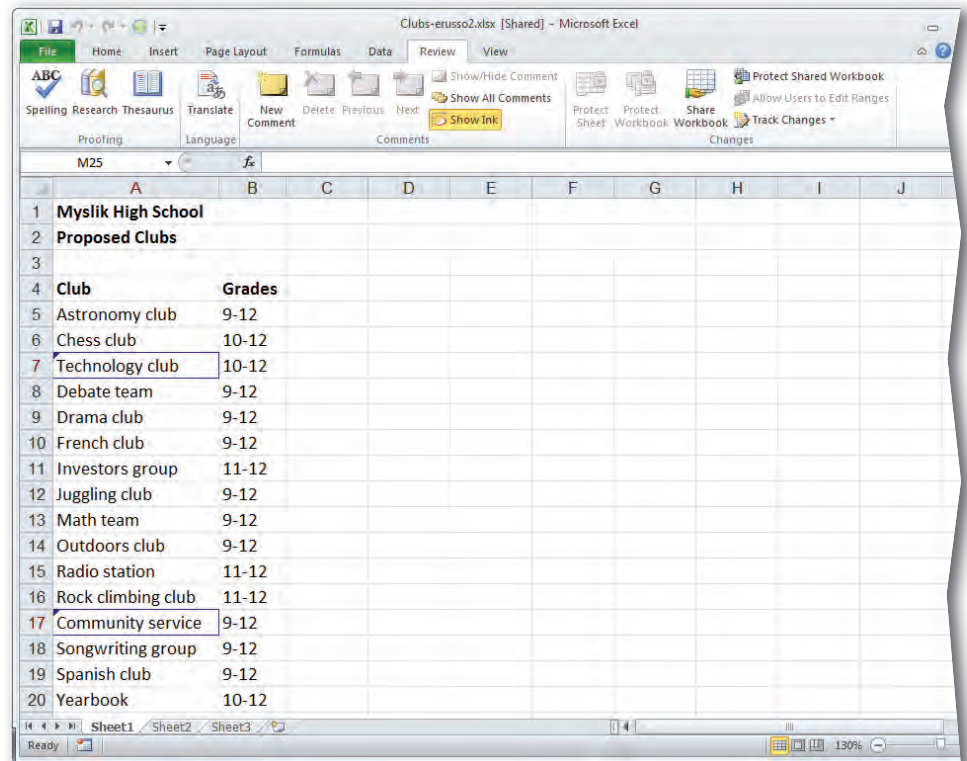 Clubs-erusso2.xlsx [Shared] - Microsoft Excel
File Home Insert Page Layout Formulas Data Review View
ABC
Spelling Research Thesaurus Translate New Comment Delete Previous Next Show/Hide Comment Show All Comments Show Ink Protect Sheet Protect Workbook Share Workbook Protect Shared Workbook Allow Users to Edit Ranges Track Changes
Proofing Language Comments Changes
M25 fx
A B C D E F G H I J
1 Myslik High School
2 Proposed Clubs
3
4 Club Grades
5 Astronomy club 9-12
6 Chess club 10-12
7 Technology club 10-12
8 Debate team 9-12
9 Drama club 9-12
10 French club 9-12
11 Investors group 11-12
12 Juggling club 9-12
13 Math team 9-12
14 Outdoors club 9-12
15 Radio station 11-12
16 Rock climbing club 11-12
17 Community service 9-12
18 Songwriting group 9-12
19 Spanish club 9-12
20 Yearbook 10-12
Sheet1 Sheet2 Sheet3
Ready 130%